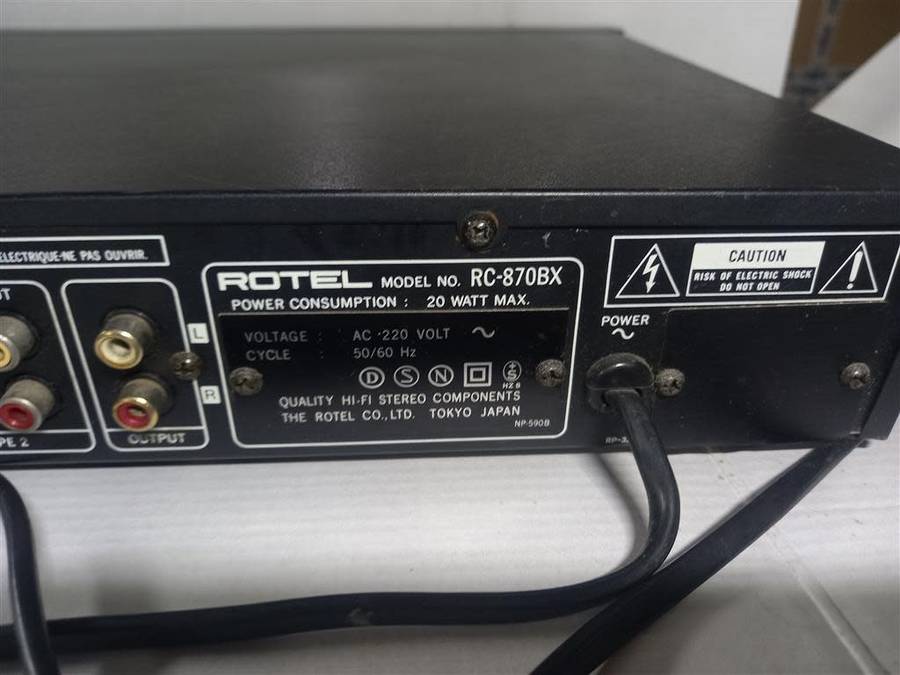 ELECTRIQUE-NE PAS OUVRIR.
L
R
PE 2
OUTPUT
ROTEL MODEL NO. RC-870BX
POWER CONSUMPTION : 20 WATT MAX.
VOLTAGE : AC 220 VOLT ~
CYCLE : 50/60 Hz
D S N S
HZ 8
QUALITY HI-FI STEREO COMPONENTS
THE ROTEL CO., LTD. TOKYO JAPAN
NP-590B
POWER
~
CAUTION
RISK OF ELECTRIC SHOCK
DO NOT OPEN